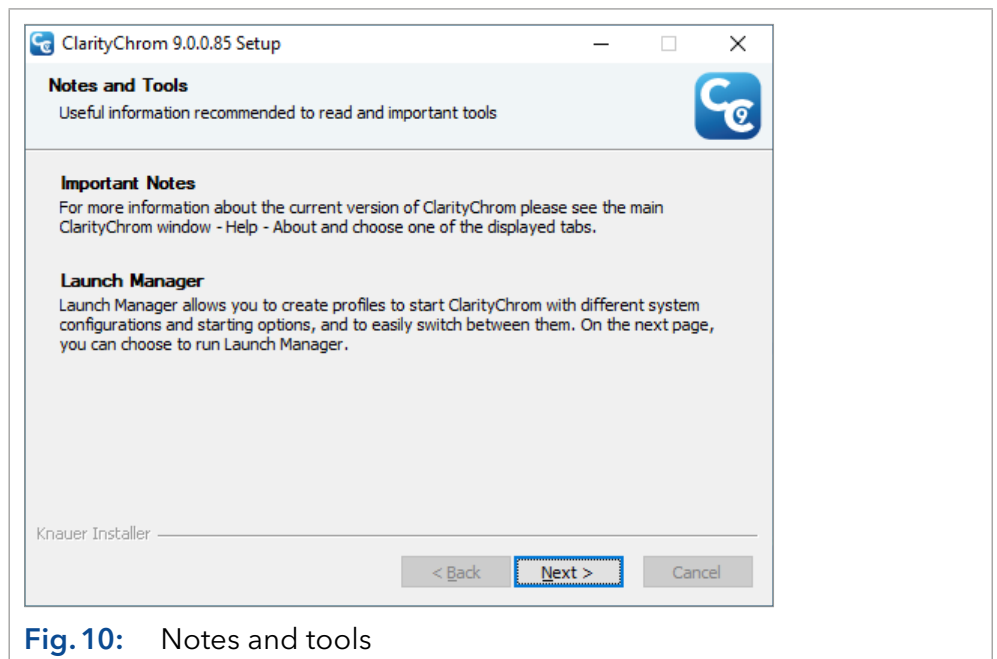 ClarityChrom 9.0.0.85 Setup
Notes and Tools
Useful information recommended to read and important tools
Important Notes
For more information about the current version of ClarityChrom please see the main
ClarityChrom window - Help - About and choose one of the displayed tabs.
Launch Manager
Launch Manager allows you to create profiles to start ClarityChrom with different system
configurations and starting options, and to easily switch between them. On the next page,
you can choose to run Launch Manager.
Knauer Installer
< Back Next > Cancel
Fig. 10: Notes and tools